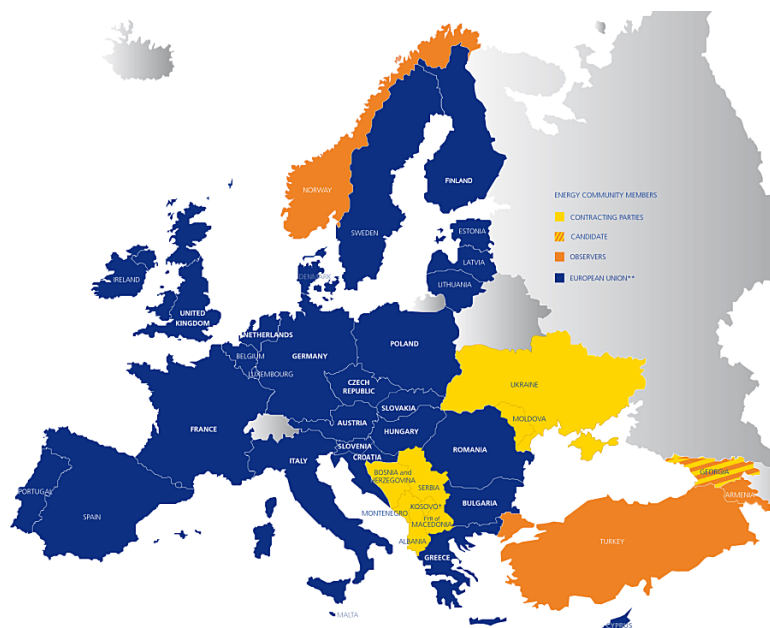 NORWAY
FINLAND
SWEDEN
ENERGY COMMUNITY MEMBERS
CONTRACTING PARTIES
CANDIDATE
OBSERVERS
EUROPEAN UNION**
ESTONIA
LATVIA
LITHUANIA
DENMARK
IRELAND
UNITED
KINGDOM
NETHERLANDS
BELGIUM
LUXEMBOURG
GERMANY
POLAND
CZECH
REPUBLIC
SLOVAKIA
UKRAINE
MOLDOVA
FRANCE
AUSTRIA
HUNGARY
SLOVENIA
CROATIA
ROMANIA
ITALY
BOSNIA and
HERZEGOVINA
SERBIA
GEORGIA
ARMENIA
PORTUGAL
SPAIN
KOSOVO*
MONTENEGRO
FYR of
MACEDONIA
BULGARIA
ALBANIA
GREECE
TURKEY
MALTA
CYPRUS